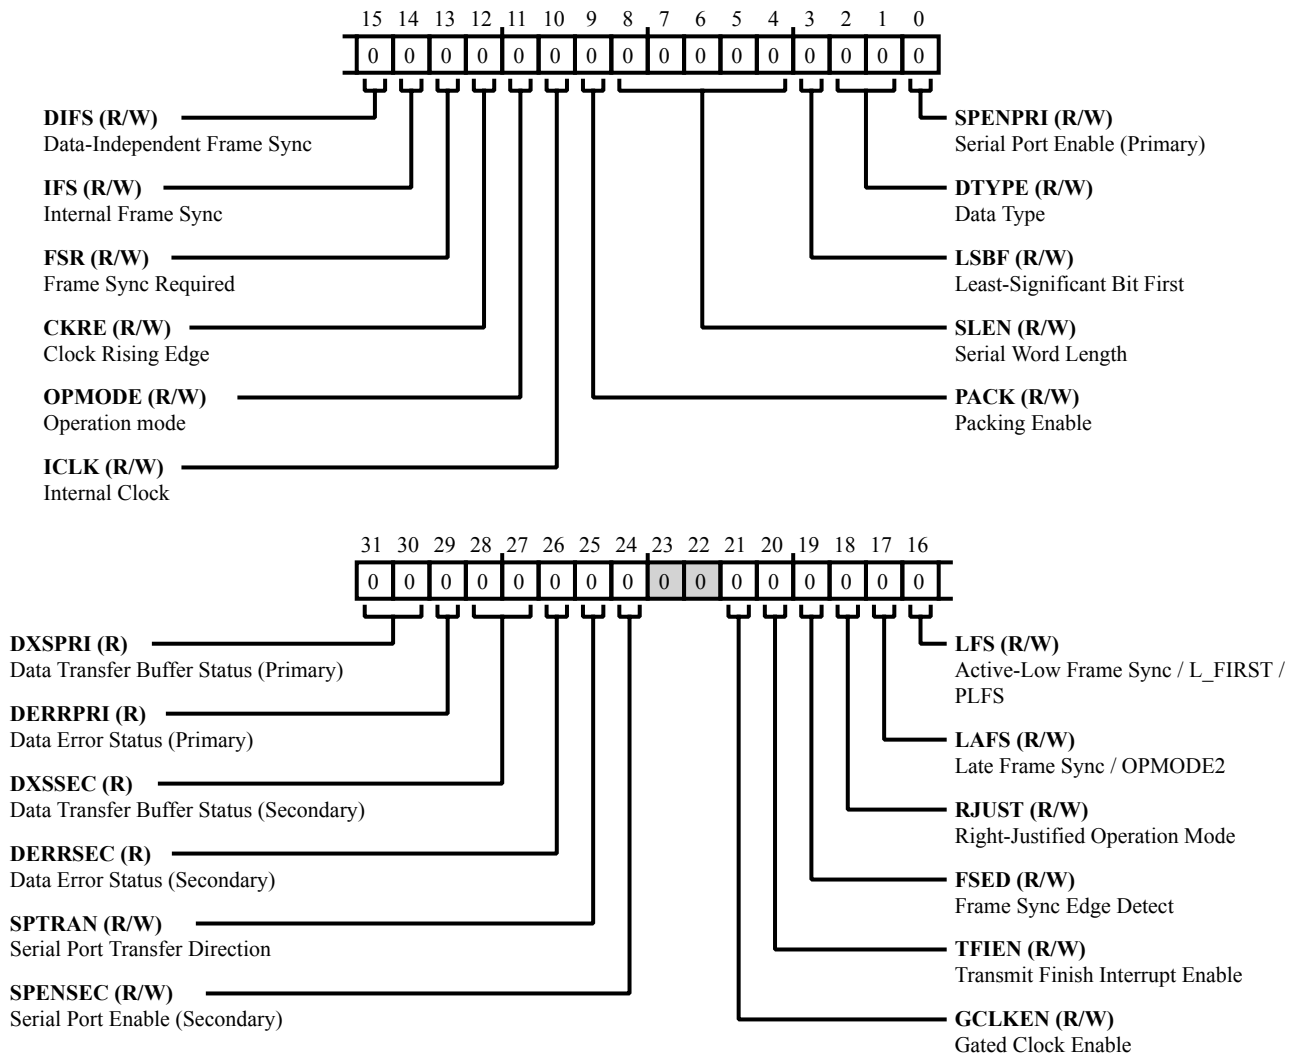 15 14 13 12 11 10 9 8 7 6 5 4 3 2 1 0
0 0 0 0 0 0 0 0 0 0 0 0 0 0 0 0
DIFS (R/W)
Data-Independent Frame Sync
IFS (R/W)
Internal Frame Sync
FSR (R/W)
Frame Sync Required
CKRE (R/W)
Clock Rising Edge
OPMODE (R/W)
Operation mode
ICLK (R/W)
Internal Clock
SPENPRI (R/W)
Serial Port Enable (Primary)
DTYPE (R/W)
Data Type
LSBF (R/W)
Least-Significant Bit First
SLEN (R/W)
Serial Word Length
PACK (R/W)
Packing Enable
31 30 29 28 27 26 25 24 23 22 21 20 19 18 17 16
0 0 0 0 0 0 0 0 0 0 0 0 0 0 0 0
DXSPRI (R)
Data Transfer Buffer Status (Primary)
DERRPRI (R)
Data Error Status (Primary)
DXSSEC (R)
Data Transfer Buffer Status (Secondary)
DERRSEC (R)
Data Error Status (Secondary)
SPTRAN (R/W)
Serial Port Transfer Direction
SPENSEC (R/W)
Serial Port Enable (Secondary)
LFS (R/W)
Active-Low Frame Sync / L_FIRST /
PLFS
LAFS (R/W)
Late Frame Sync / OPMODE2
RJUST (R/W)
Right-Justified Operation Mode
FSED (R/W)
Frame Sync Edge Detect
TFIEN (R/W)
Transmit Finish Interrupt Enable
GCLKEN (R/W)
Gated Clock Enable